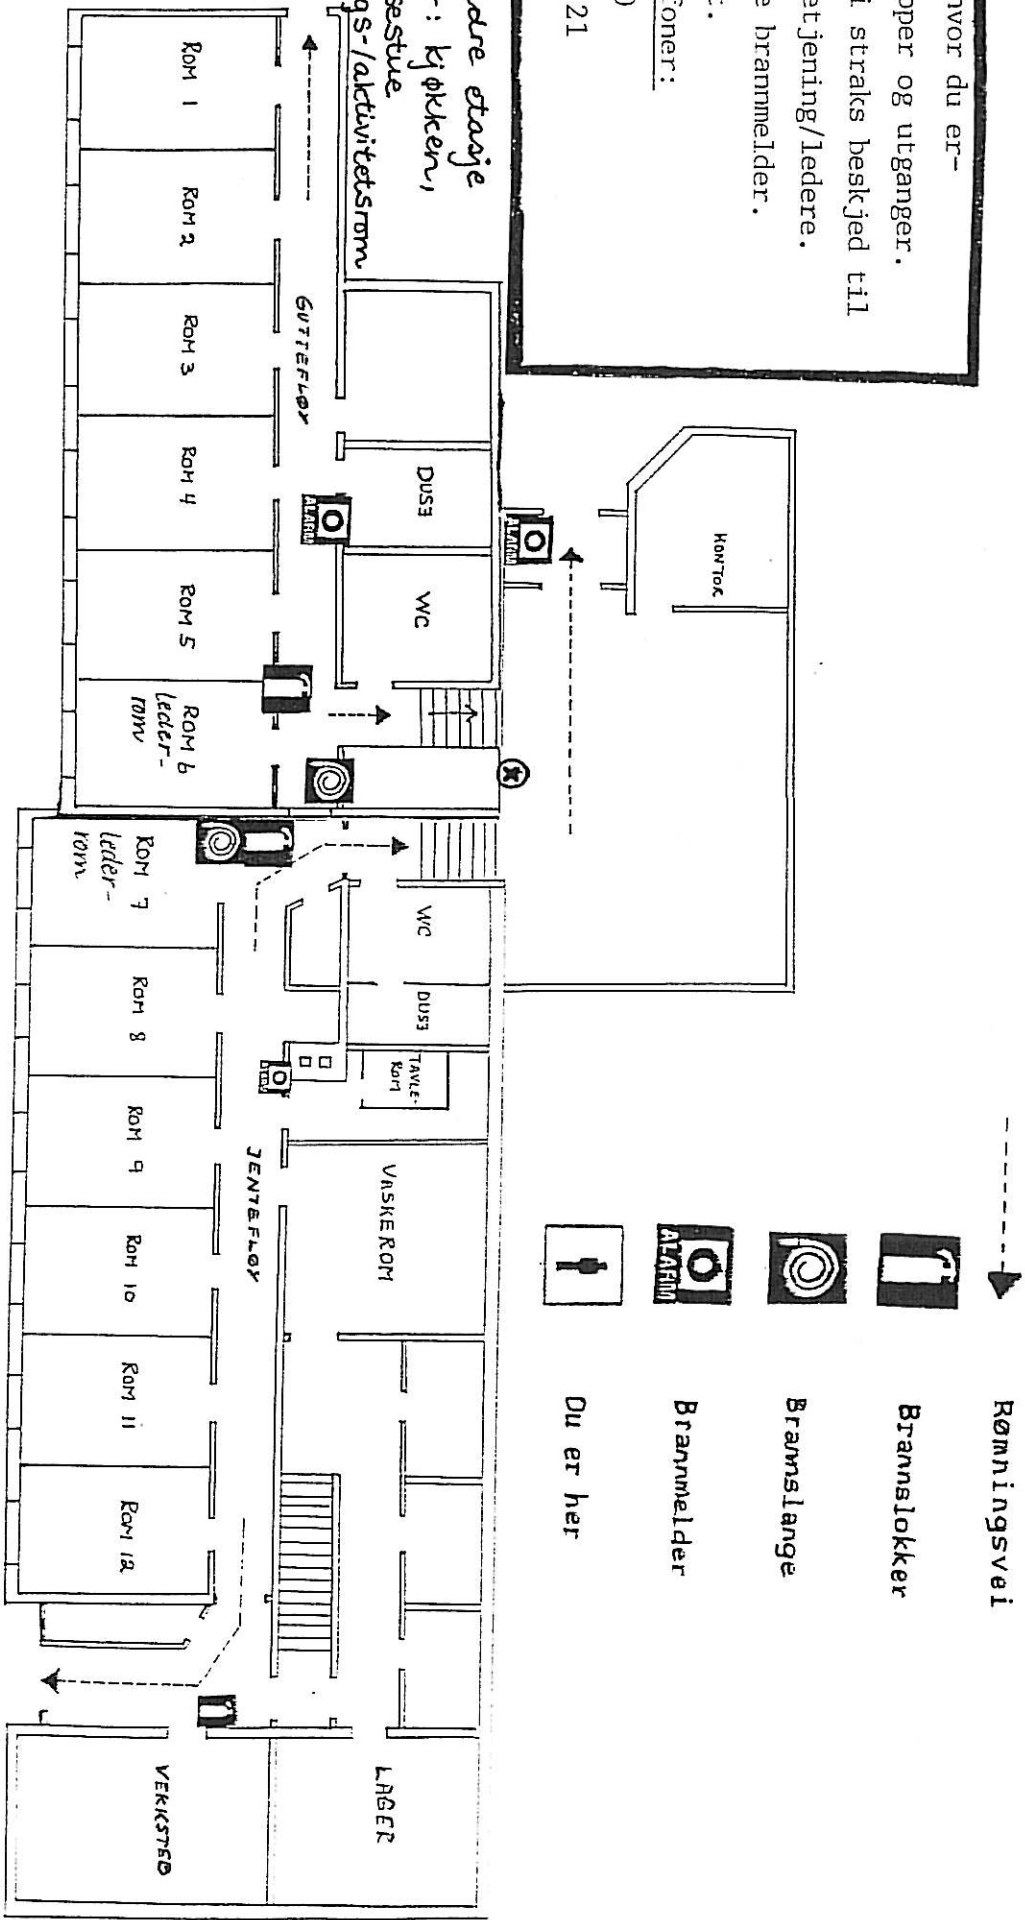 hvor du er-
pper og utganger.
i straks beskjed til
etjening/ledere.
e brannmelder.
.
foner:
)
21
dre etasje
: kjøkken,
sestue
gs-/aktivitetsrom
Rømningsvei
Brannslokker
Brannslange
ALARM
Brannmelder
Du er her
KONTOR
ALARM
DUSJ
WC
ALARM
GUTTEFLØY
ROM 1
ROM 2
ROM 3
ROM 4
ROM 5
ROM 6
leder-
rom
WC
DUSJ
TAVLE-
ROM
VASKEROM
ALARM
JENTEFLØY
ROM 7
leder-
rom
ROM 8
ROM 9
ROM 10
ROM 11
ROM 12
LAGER
VERKSTED